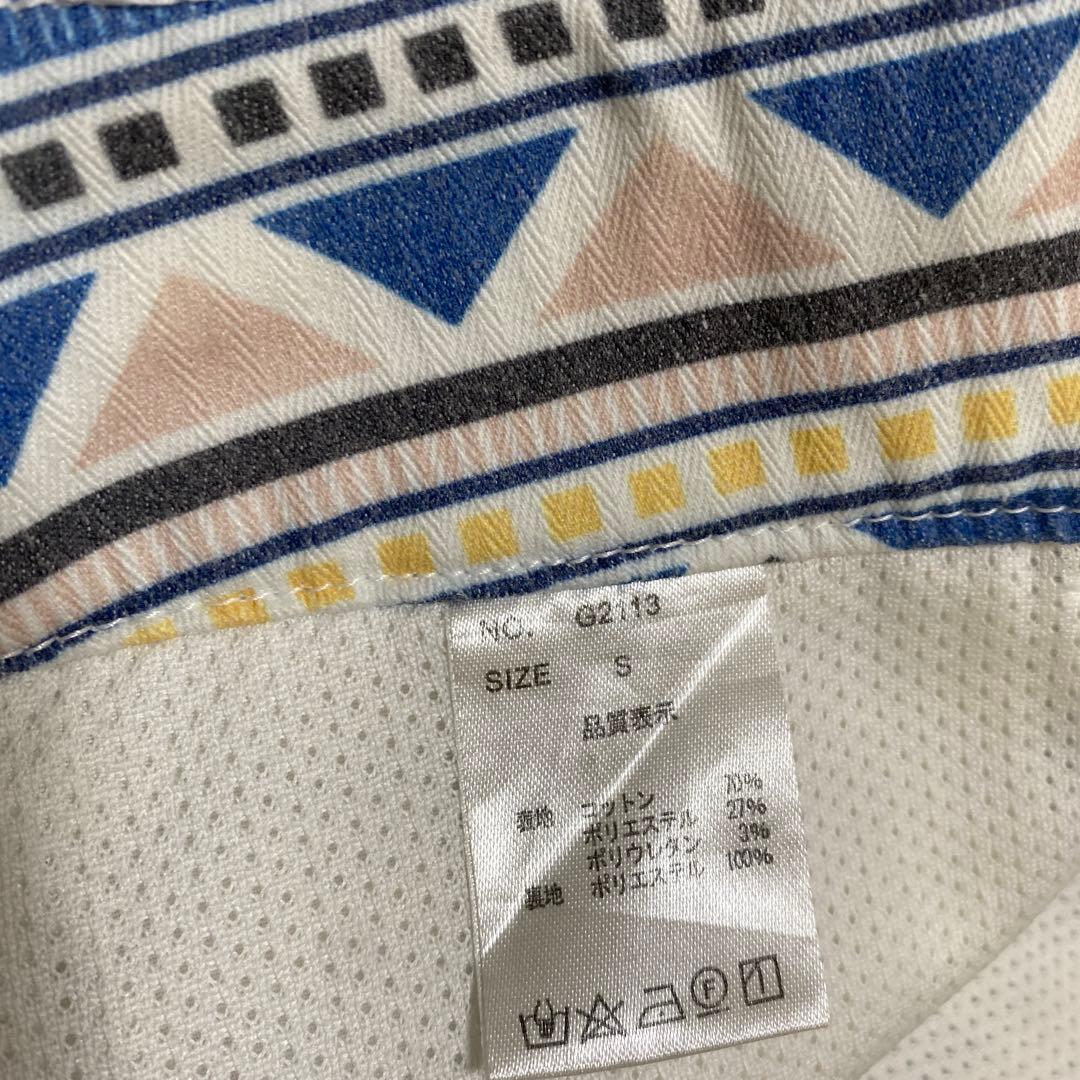 NO. G2113
SIZE S
品質表示
表地 コットン 70%
ポリエステル 27%
ポリウレタン 3%
裏地 ポリエステル 100%
F